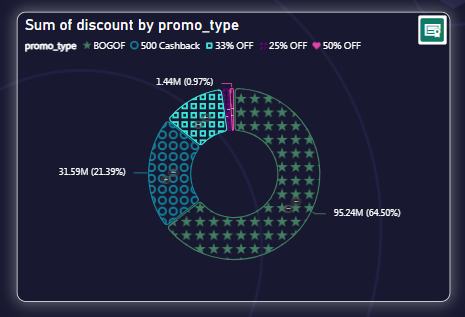 Sum of discount by promo_type
promo_type BOGOF 500 Cashback 33% OFF 25% OFF 50% OFF
1.44M (0.97%)
31.59M (21.39%)
95.24M (64.50%)